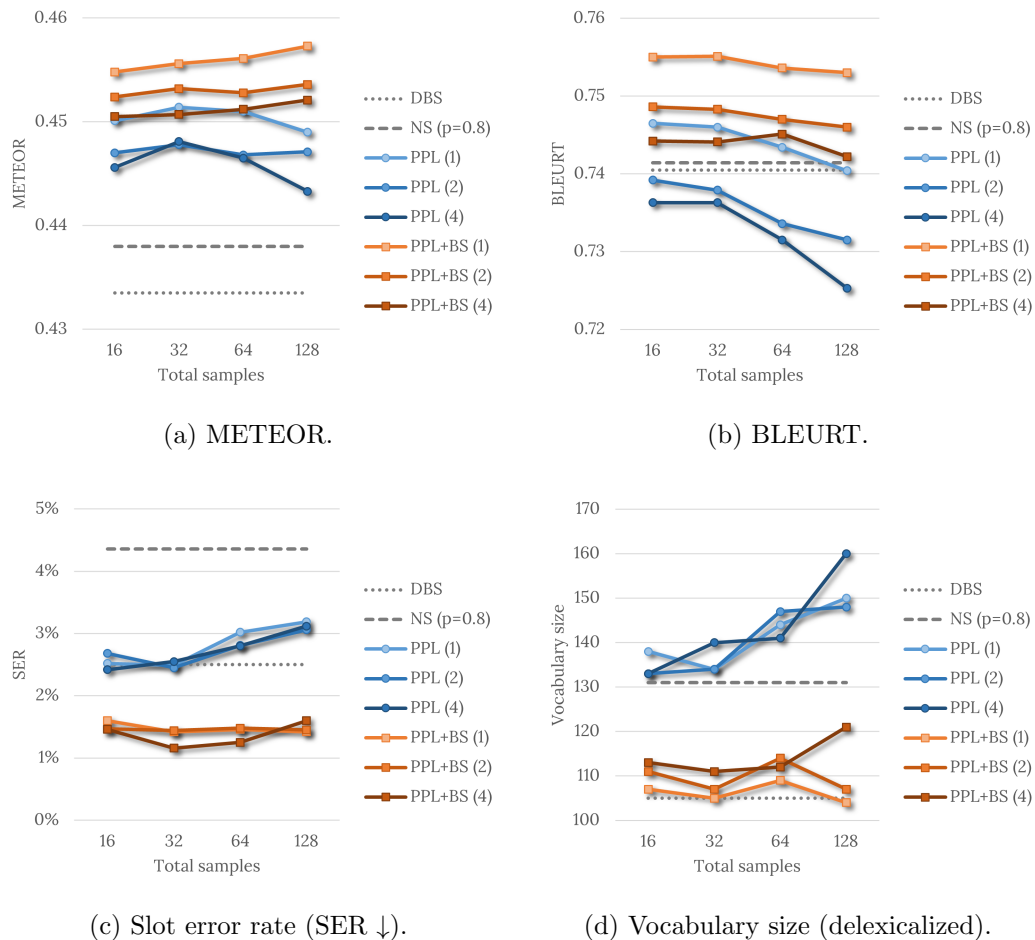 0.46
0.45
0.44
0.43
METEOR
16 32 64 128
Total samples
DBS
NS (p=0.8)
PPL (1)
PPL (2)
PPL (4)
PPL+BS (1)
PPL+BS (2)
PPL+BS (4)
(a) METEOR.
0.76
0.75
0.74
0.73
0.72
BLEURT
16 32 64 128
Total samples
DBS
NS (p=0.8)
PPL (1)
PPL (2)
PPL (4)
PPL+BS (1)
PPL+BS (2)
PPL+BS (4)
(b) BLEURT.
5%
4%
3%
2%
1%
0%
SER
16 32 64 128
Total samples
DBS
NS (p=0.8)
PPL (1)
PPL (2)
PPL (4)
PPL+BS (1)
PPL+BS (2)
PPL+BS (4)
(c) Slot error rate (SER ↓).
170
160
150
140
130
120
110
100
Vocabulary size
16 32 64 128
Total samples
DBS
NS (p=0.8)
PPL (1)
PPL (2)
PPL (4)
PPL+BS (1)
PPL+BS (2)
PPL+BS (4)
(d) Vocabulary size (delexicalized).